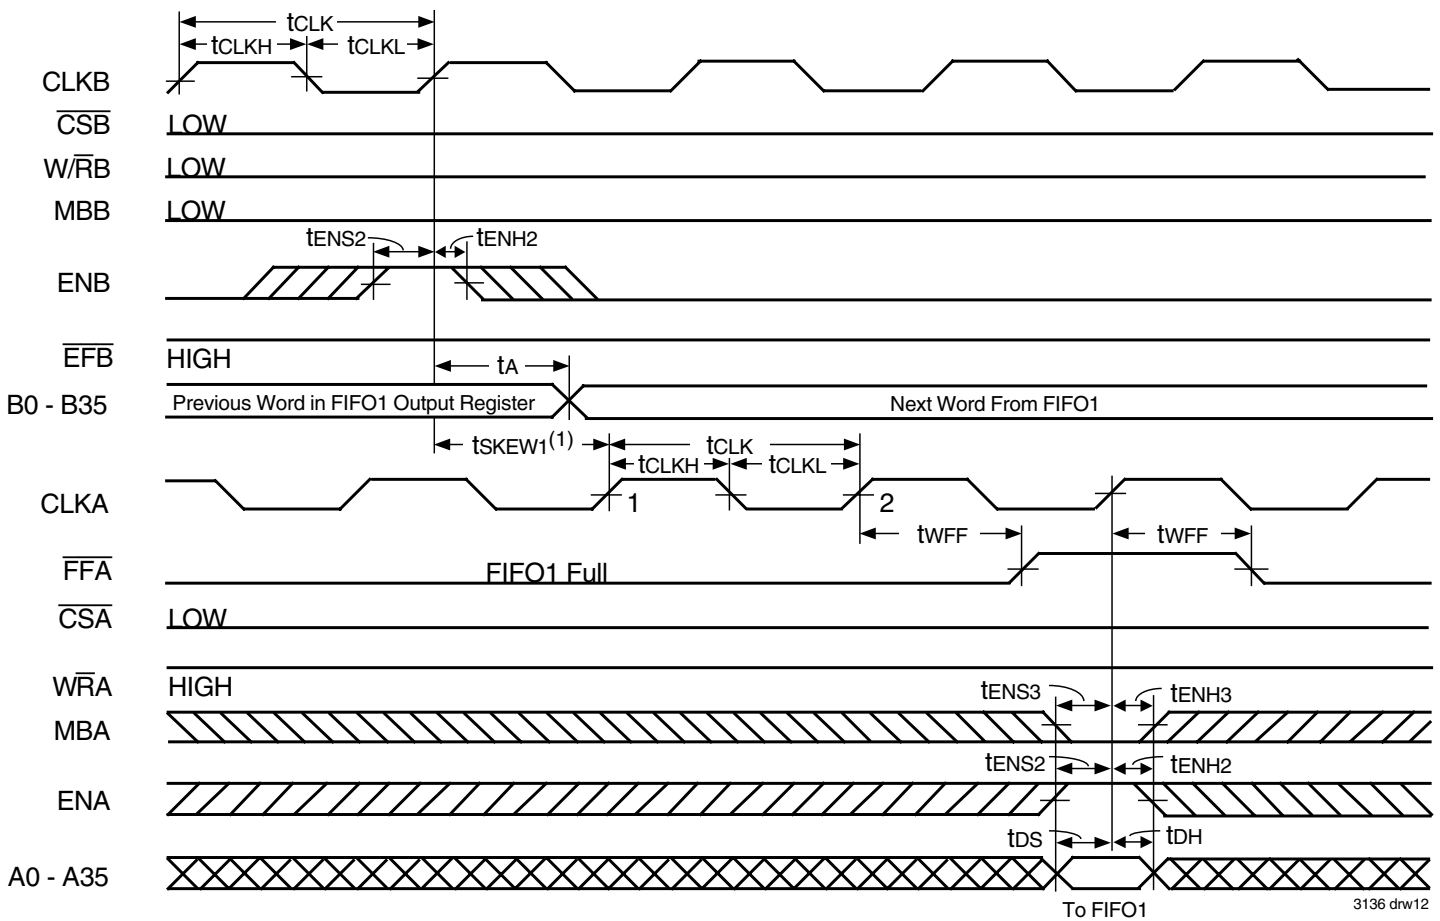 tCLK
tCLKH tCLKL
CLKB
CSB LOW
W/RB LOW
MBB LOW
tENS2 tENH2
ENB
EFB HIGH
tA
B0 - B35 Previous Word in FIFO1 Output Register Next Word From FIFO1
tSKEW1(1) tCLK
tCLKH tCLKL
CLKA 1 2
tWFF tWFF
FFA FIFO1 Full
CSA LOW
WRA HIGH
tENS3 tENH3
MBA
tENS2 tENH2
ENA
tDS tDH
A0 - A35
To FIFO1
3136 drw12